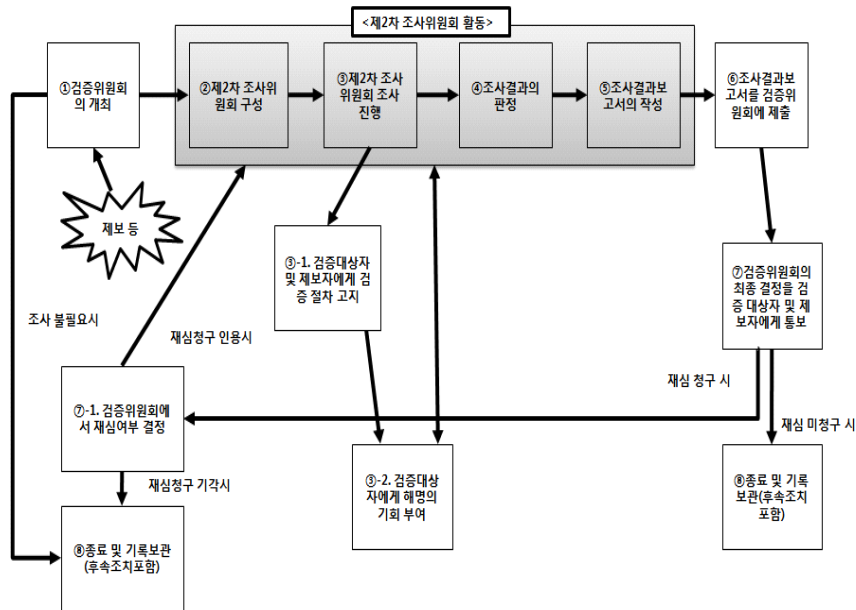 <제2차 조사위원회 활동>
①검증위원회
의 개최
②제2차 조사위
원회 구성
③제2차 조사
위원회 조사
진행
④조사결과의
판정
⑤조사결과보
고서의 작성
⑥조사결과보
고서를 검증위
원회에 제출
제보 등
③-1. 검증대상자
및 제보자에게 검
증 절차 고지
⑦검증위원회의
최종 결정을 검
증 대상자 및 제
보자에게 통보
조사 불필요시
재심청구 인용시
재심 청구 시
⑦-1. 검증위원회에
서 재심여부 결정
재심 미청구 시
재심청구 기각시
③-2. 검증대상
자에게 해명의
기회 부여
⑧종료 및 기록
보관(후속조치
포함)
⑧종료 및 기록보관
(후속조치포함)